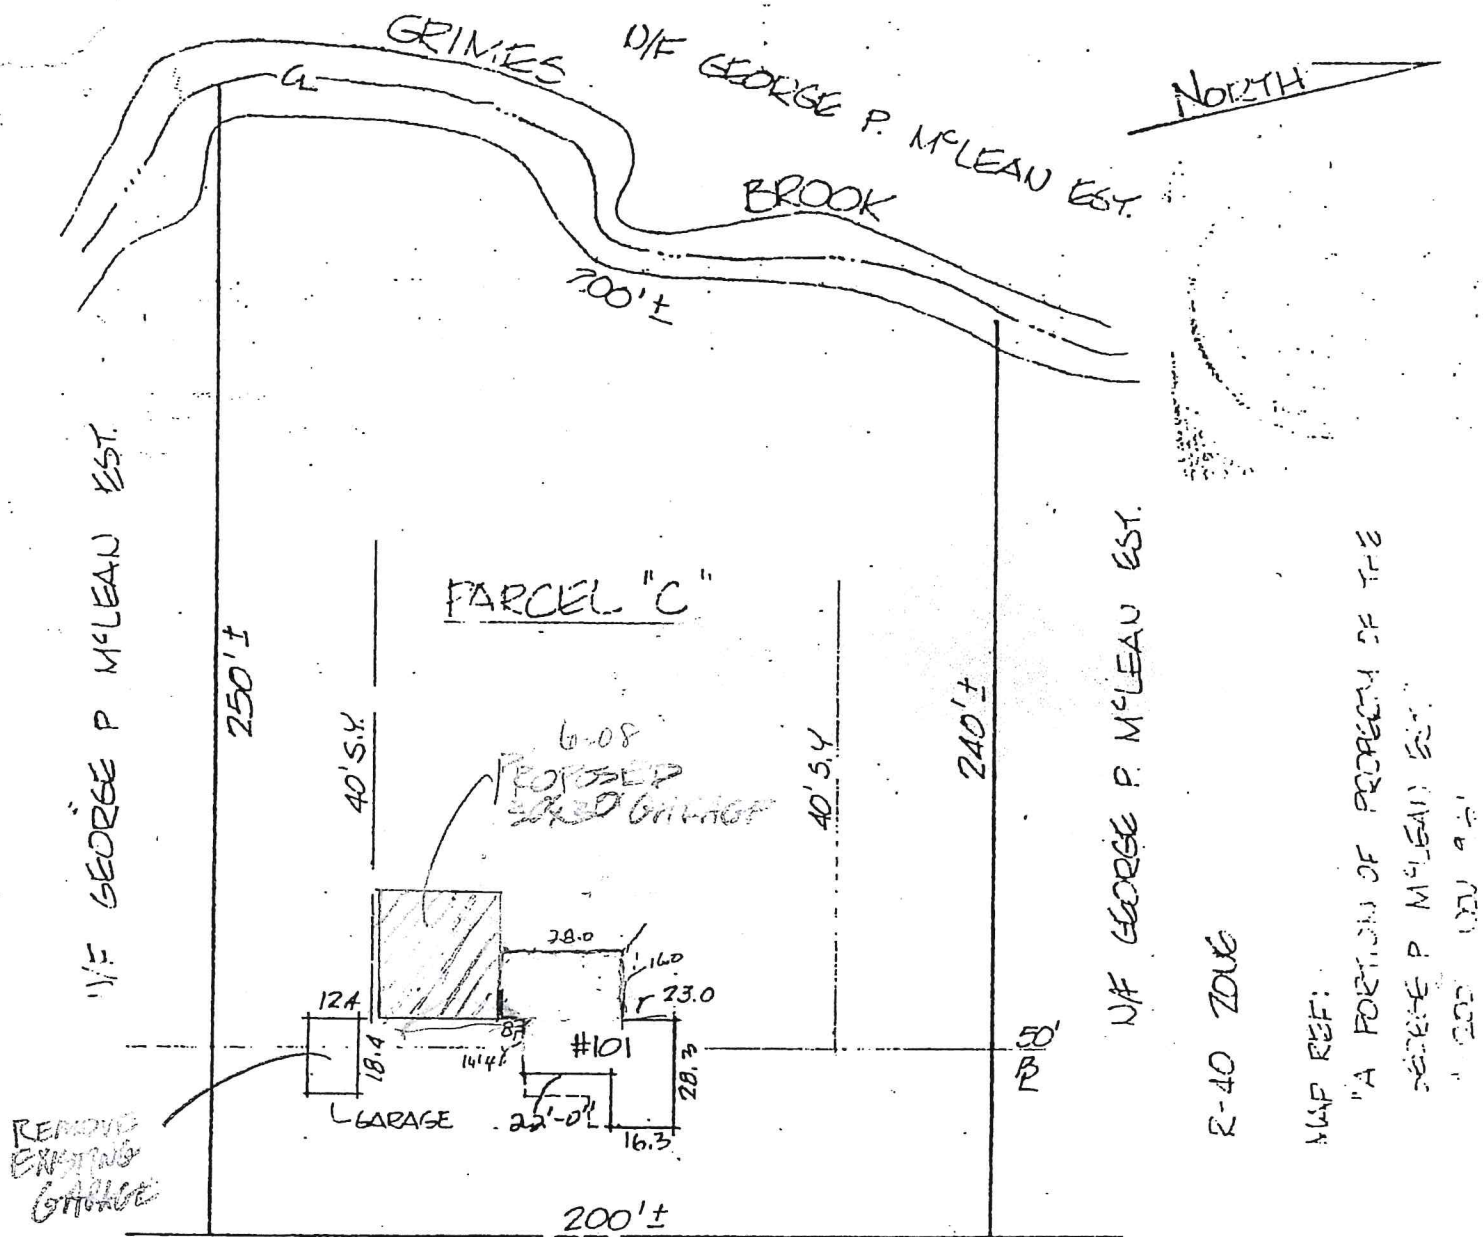 GRIMES
N/F GEORGE P. McLEAN EST.
NORTH
CL
BROOK
200'±
N/F GEORGE P McLEAN EST.
PARCEL "C"
250'±
240'±
40' S.Y.
40' S.Y
6-08
PROPOSED
GARAGE
N/F GEORGE P. McLEAN EST.
28.0
16.0
23.0
12.4
18.4
#101
14'4"
28.3
50'
BL
GARAGE
22'-0"
16.3
REMOVE
EXISTING
GARAGE
200'±
R-40 ZONE
MAP REF:
"A PORTION OF PROPERTY OF THE
GEORGE P McLEAN EST."